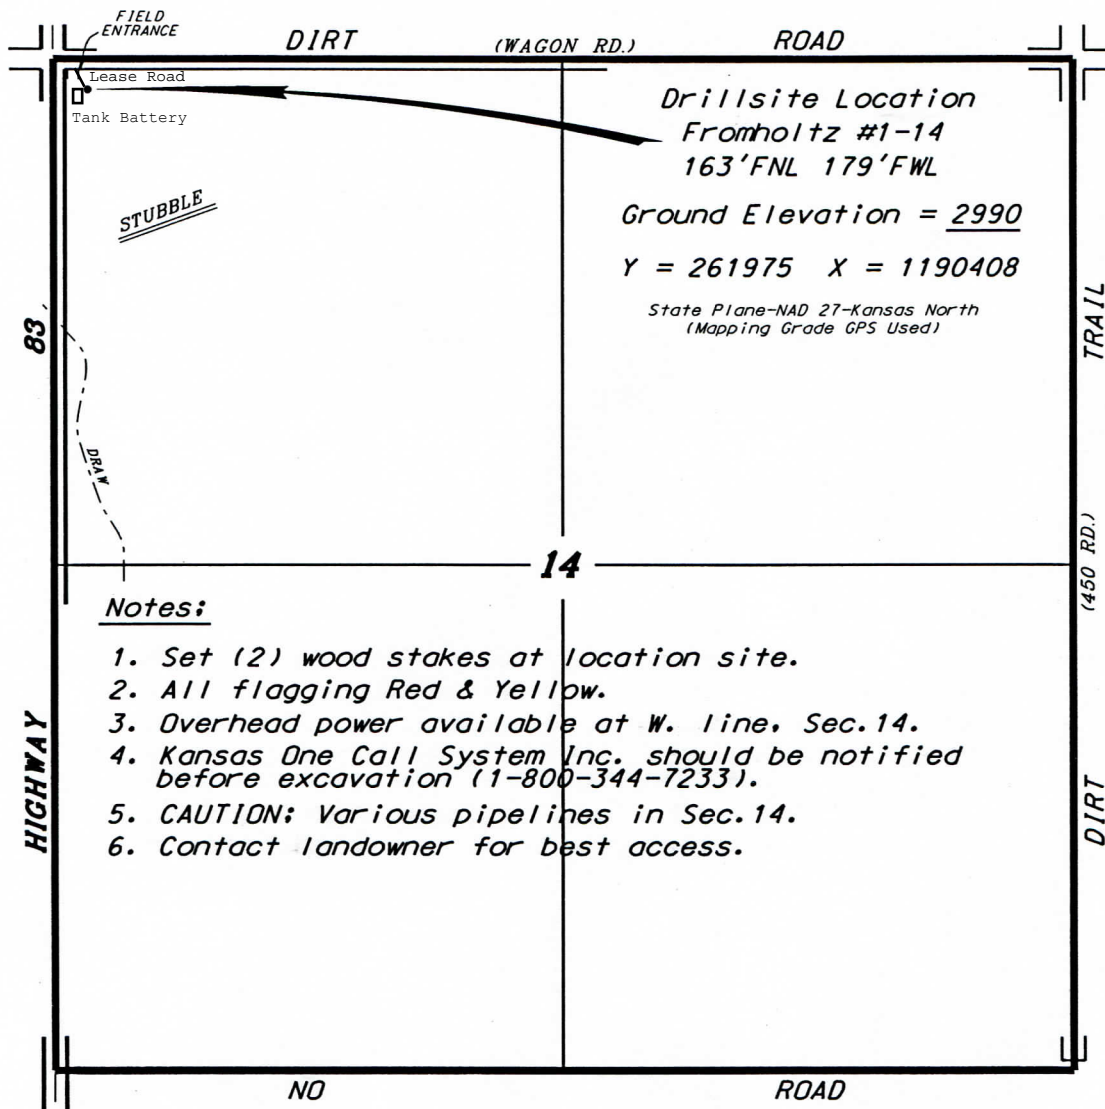 FIELD
ENTRANCE
DIRT (WAGON RD.) ROAD
Lease Road
Tank Battery
Drillsite Location
Fromholtz #1-14
163'FNL 179'FWL
STUBBLE
Ground Elevation = 2990
Y = 261975 X = 1190408
State Plane-NAD 27-Kansas North
(Mapping Grade GPS Used)
83
TRAIL
DRAW
14
(450 RD.)
Notes:
1. Set (2) wood stakes at location site.
2. All flagging Red & Yellow.
3. Overhead power available at W. line, Sec.14.
4. Kansas One Call System Inc. should be notified
before excavation (1-800-344-7233).
5. CAUTION: Various pipelines in Sec.14.
6. Contact landowner for best access.
HIGHWAY
DIRT
NO ROAD